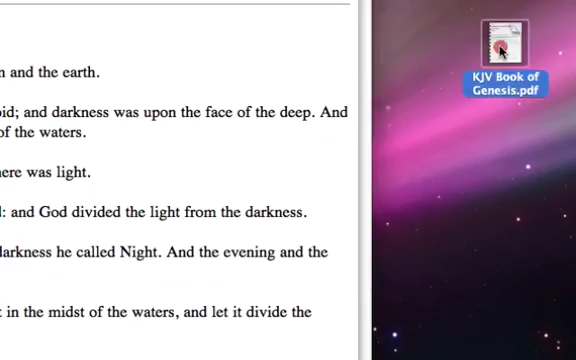 n and the earth.
oid; and darkness was upon the face of the deep. And
of the waters.
here was light.
: and God divided the light from the darkness.
darkness he called Night. And the evening and the
t in the midst of the waters, and let it divide the
KJV Book of
Genesis.pdf